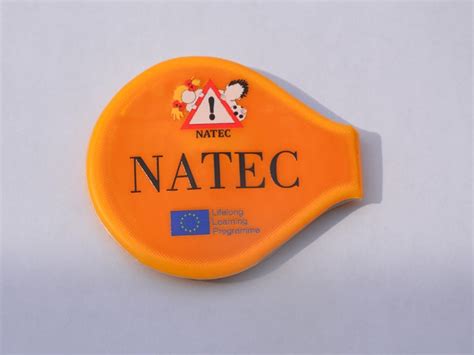 !
NATEC
NATEC
Lifelong
Learning
Programme